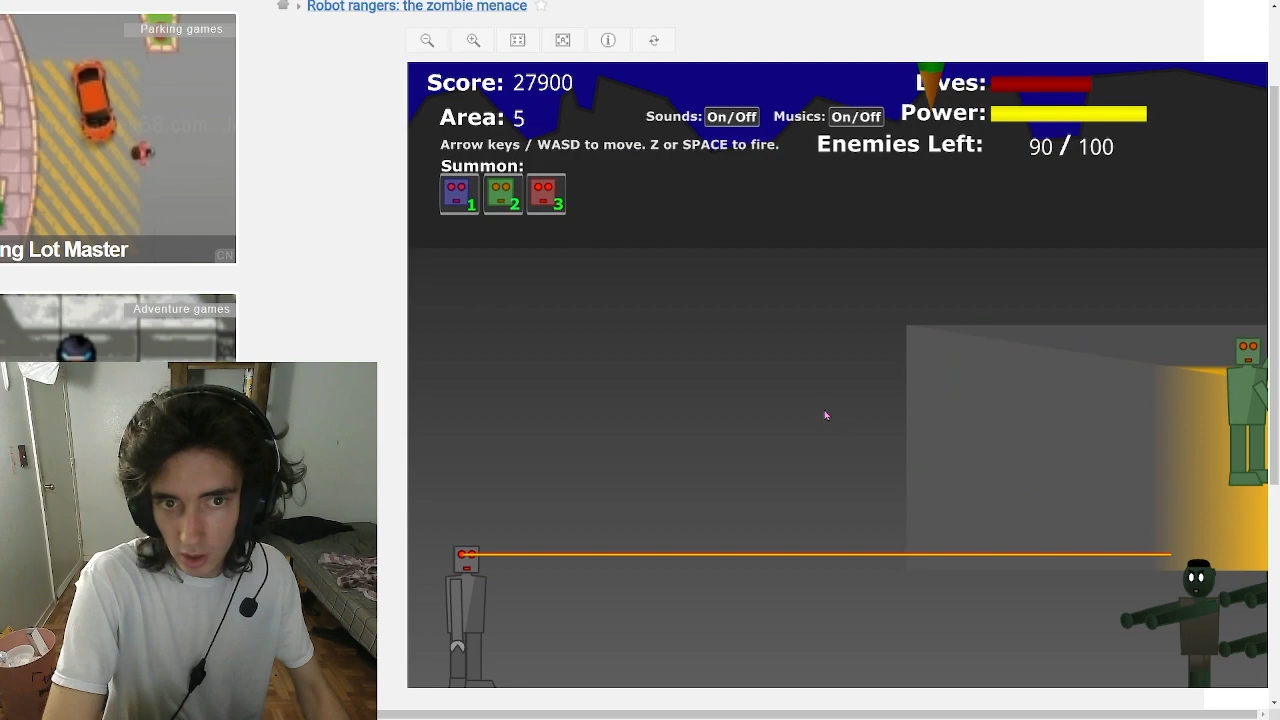 Robot rangers: the zombie menace
Parking games
ng Lot Master
CN
Adventure games
Score: 27900
Lives:
Area: 5
Sounds: On/Off
Musics: On/Off
Power:
Arrow keys / WASD to move. Z or SPACE to fire.
Enemies Left: 90 / 100
Summon:
1
2
3